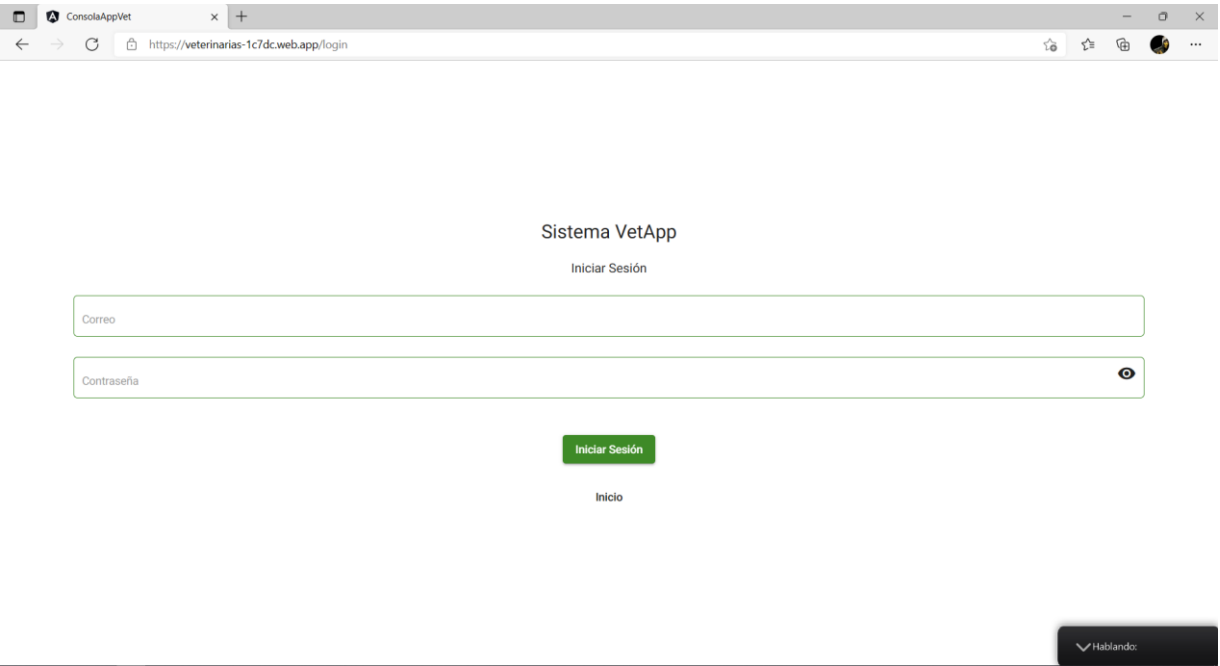 ConsolaAppVet
https://veterinarias-1c7dc.web.app/login
Sistema VetApp
Iniciar Sesión
Correo
Contraseña
Iniciar Sesión
Inicio
Hablando: